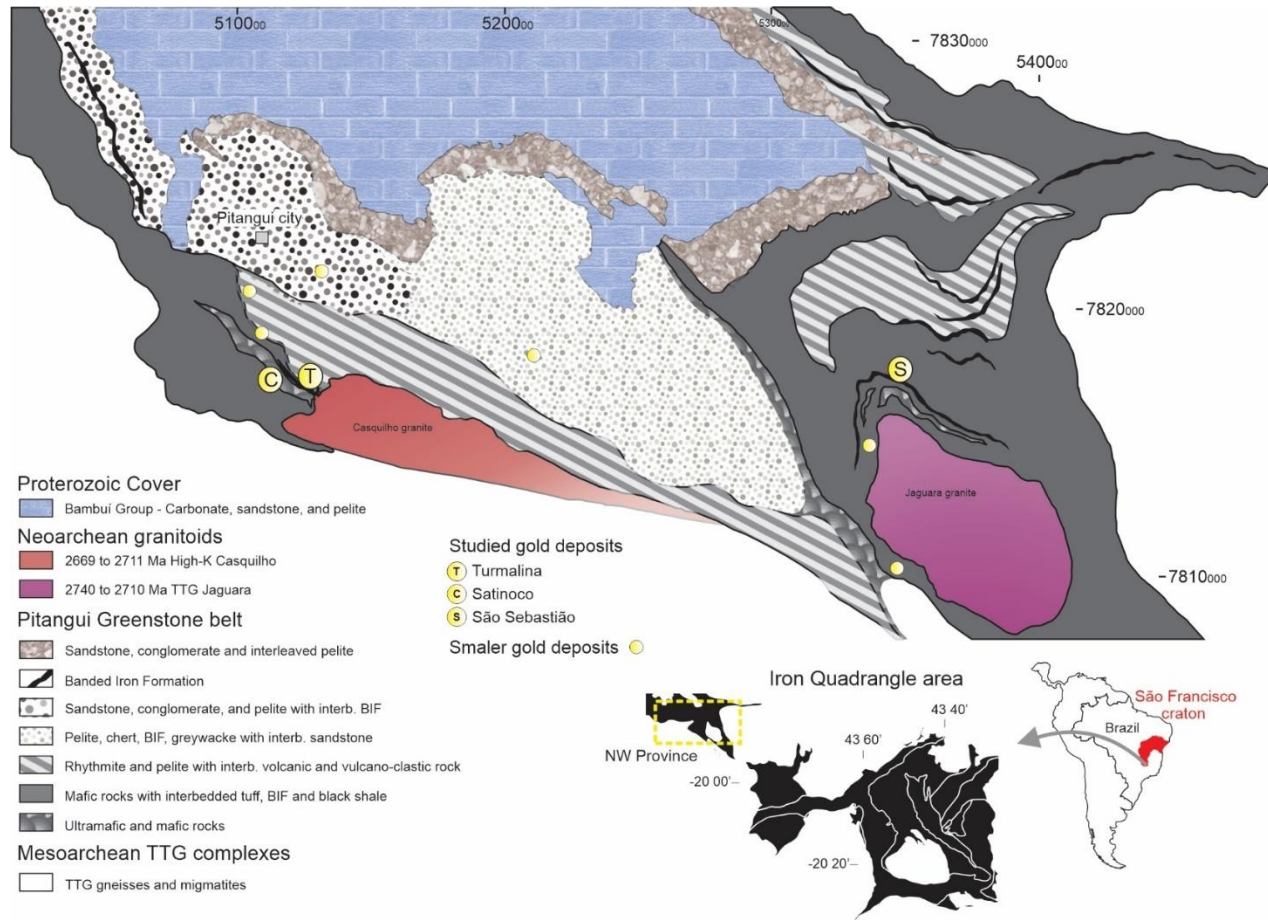 510000
520000
530000
- 7830000
540000
Pitanguí city
-7820000
C
T
S
Casquilho granite
Jaguara granite
-7810000
Proterozoic Cover
Bambuí Group - Carbonate, sandstone, and pelite
Neoarchean granitoids
2669 to 2711 Ma High-K Casquilho
2740 to 2710 Ma TTG Jaguara
Pitangui Greenstone belt
Sandstone, conglomerate and interleaved pelite
Banded Iron Formation
Sandstone, conglomerate, and pelite with interb. BIF
Pelite, chert, BIF, greywacke with interb. sandstone
Rhythmite and pelite with interb. volcanic and vulcano-clastic rock
Mafic rocks with interbedded tuff, BIF and black shale
Ultramafic and mafic rocks
Mesoarchean TTG complexes
TTG gneisses and migmatites
Studied gold deposits
T Turmalina
C Satinoco
S São Sebastião
Smaler gold deposits
Iron Quadrangle area
NW Province
43 40'
43 60'
-20 00'
-20 20'
São Francisco
craton
Brazil